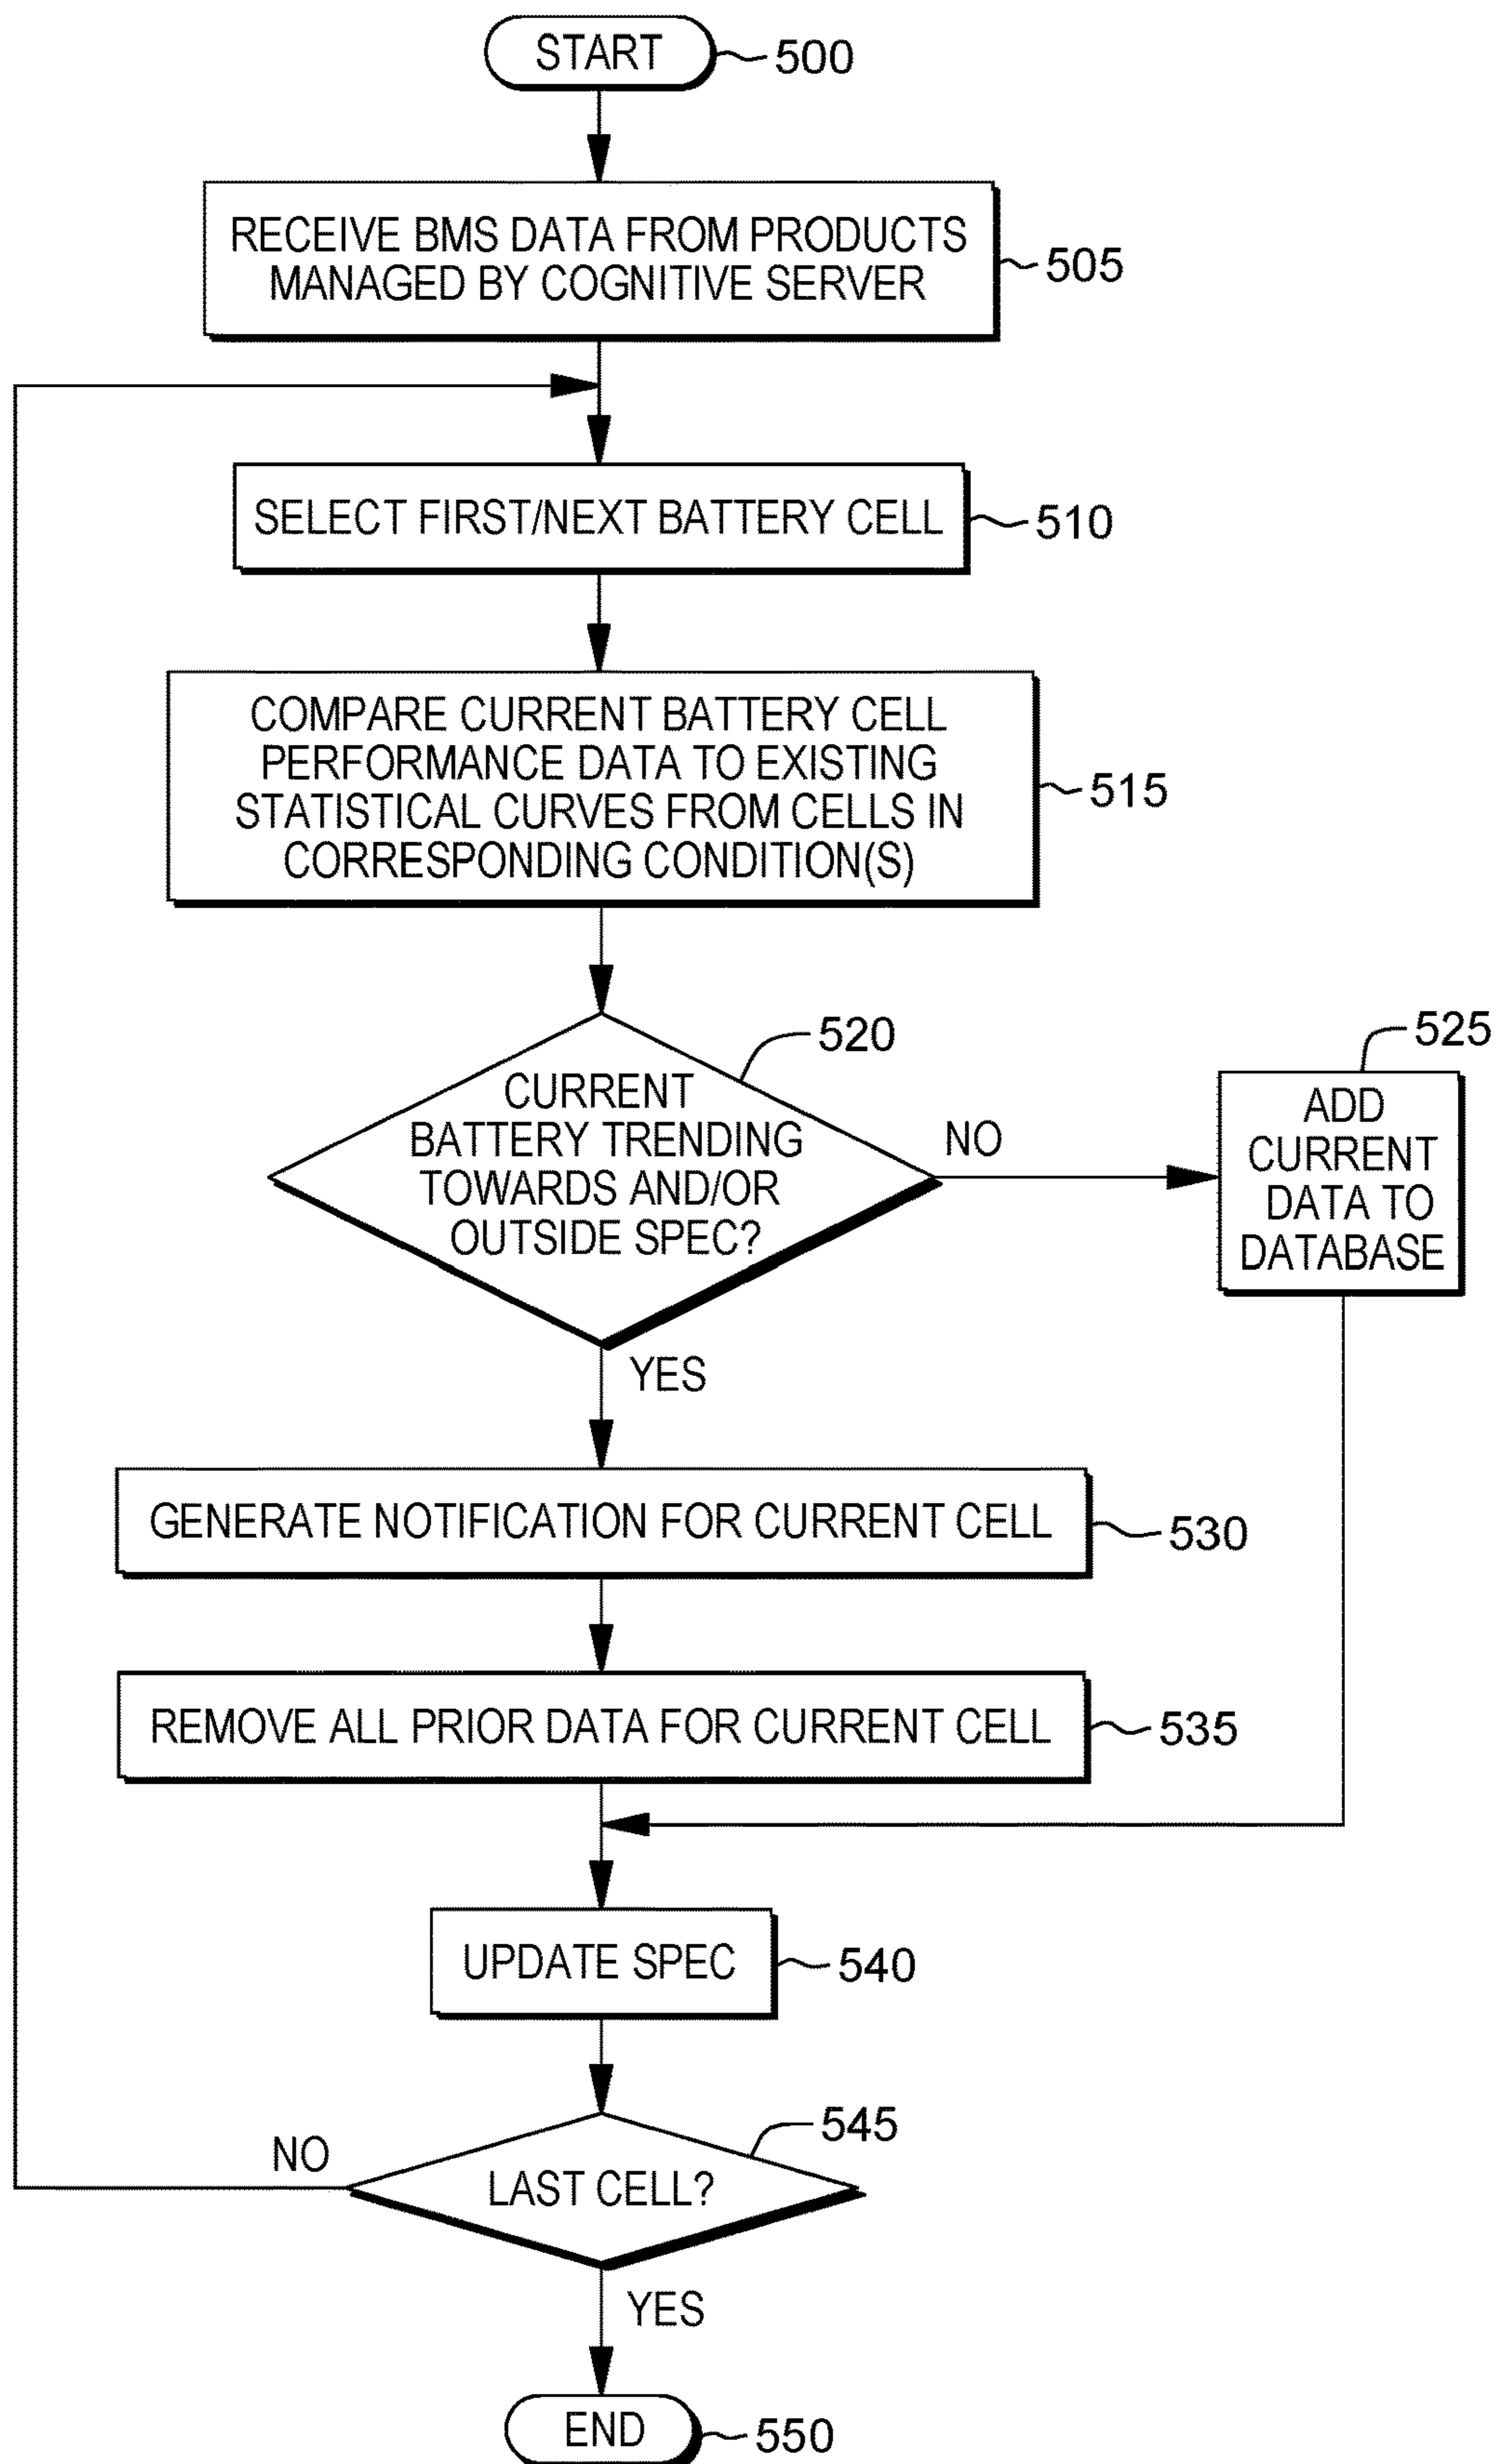 START
500
RECEIVE BMS DATA FROM PRODUCTS
MANAGED BY COGNITIVE SERVER
505
SELECT FIRST/NEXT BATTERY CELL
510
COMPARE CURRENT BATTERY CELL
PERFORMANCE DATA TO EXISTING
STATISTICAL CURVES FROM CELLS IN
CORRESPONDING CONDITION(S)
515
CURRENT
BATTERY TRENDING
TOWARDS AND/OR
OUTSIDE SPEC?
520
NO
525
ADD
CURRENT
DATA TO
DATABASE
YES
GENERATE NOTIFICATION FOR CURRENT CELL
530
REMOVE ALL PRIOR DATA FOR CURRENT CELL
535
UPDATE SPEC
540
LAST CELL?
545
NO
YES
END
550